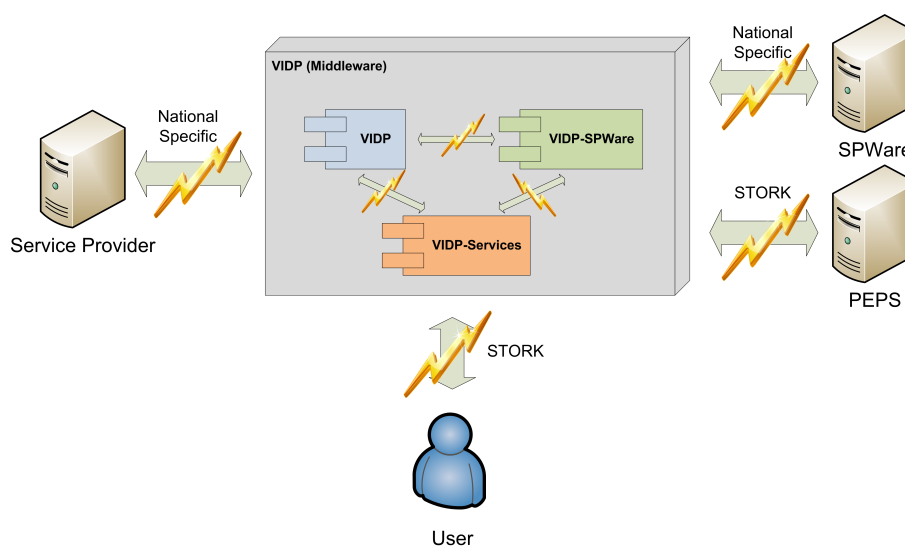 VIDP (Middleware)
National
Specific
Service Provider
VIDP
VIDP-SPWare
VIDP-Services
National
Specific
SPWare
STORK
PEPS
STORK
User